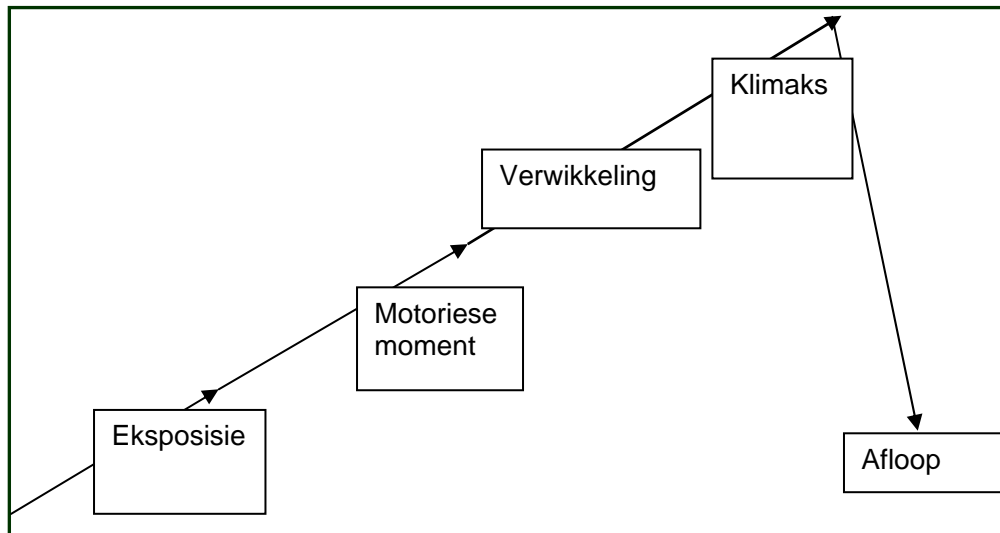 Klimaks
Verwikkeling
Motoriese
moment
Eksposisie
Afloop